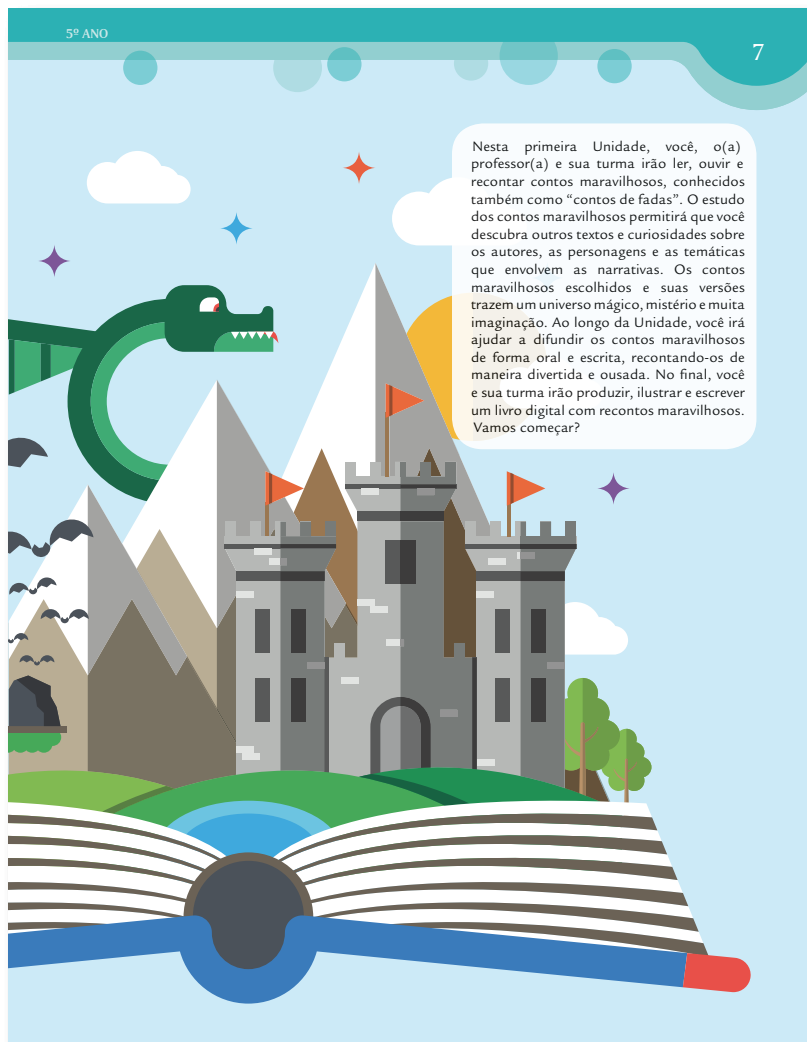 5º ANO
7
Nesta primeira Unidade, você, o(a)
professor(a) e sua turma irão ler, ouvir e
recontar contos maravilhosos, conhecidos
também como “contos de fadas”. O estudo
dos contos maravilhosos permitirá que você
descubra outros textos e curiosidades sobre
os autores, as personagens e as temáticas
que envolvem as narrativas. Os contos
maravilhosos escolhidos e suas versões
trazem um universo mágico, mistério e muita
imaginação. Ao longo da Unidade, você irá
ajudar a difundir os contos maravilhosos
de forma oral e escrita, recontando-os de
maneira divertida e ousada. No final, você
e sua turma irão produzir, ilustrar e escrever
um livro digital com recontos maravilhosos.
Vamos começar?